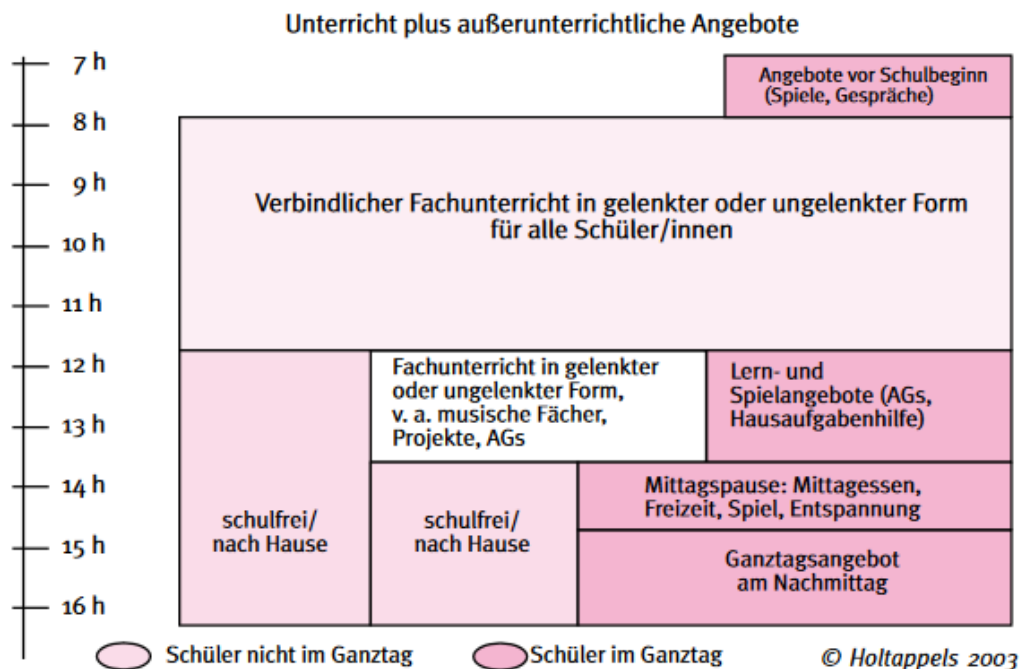 Unterricht plus außerunterrichtliche Angebote
7 h
Angebote vor Schulbeginn
(Spiele, Gespräche)
8 h
9 h
Verbindlicher Fachunterricht in gelenkter oder ungelenkter Form
für alle Schüler/innen
10 h
11 h
12 h
Fachunterricht in gelenkter
oder ungelenkter Form,
v. a. musische Fächer,
Projekte, AGs
Lern- und
Spielangebote (AGs,
Hausaufgabenhilfe)
13 h
14 h
Mittagspause: Mittagessen,
Freizeit, Spiel, Entspannung
schulfrei/
nach Hause
schulfrei/
nach Hause
15 h
Ganztagsangebot
am Nachmittag
16 h
Schüler nicht im Ganztag
Schüler im Ganztag
© Holtappels 2003